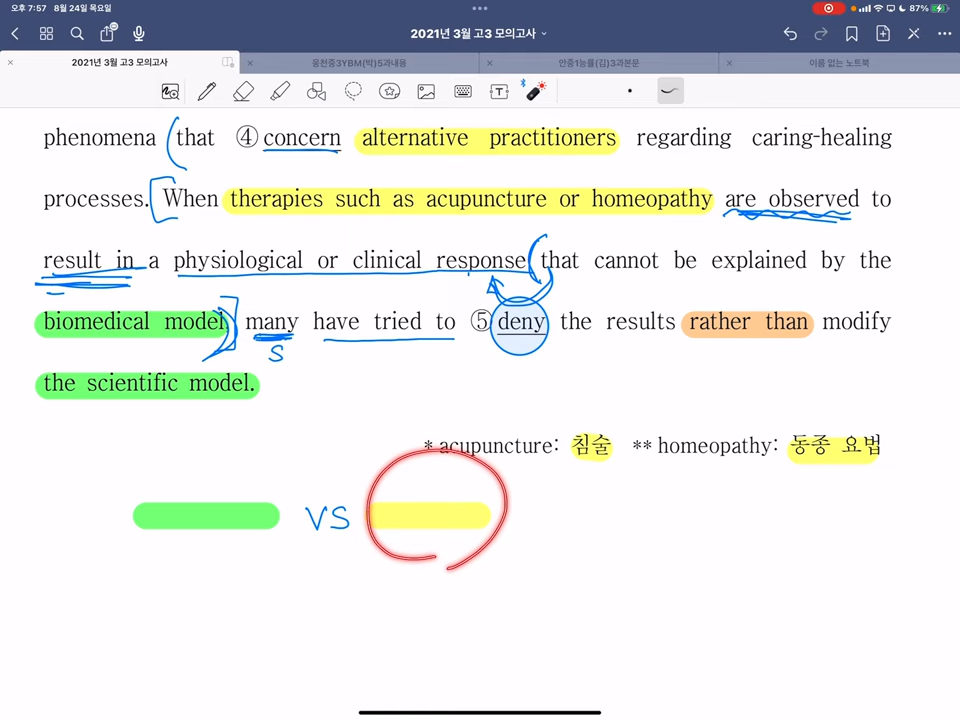 오후 7:57 8월 24일 목요일
87%
2021년 3월 고3 모의고사
2021년 3월 고3 모의고사
웅천중3YBM(박)5과내용
안중1능률(김)3과본문
이름 없는 노트북
phenomena (that ④ concern alternative practitioners regarding caring-healing
processes. [When therapies such as acupuncture or homeopathy are observed to
result in a physiological or clinical response (that cannot be explained by the
biomedical model,)] many have tried to ⑤ deny the results rather than modify
S
the scientific model.
* acupuncture: 침술 ** homeopathy: 동종 요법
VS